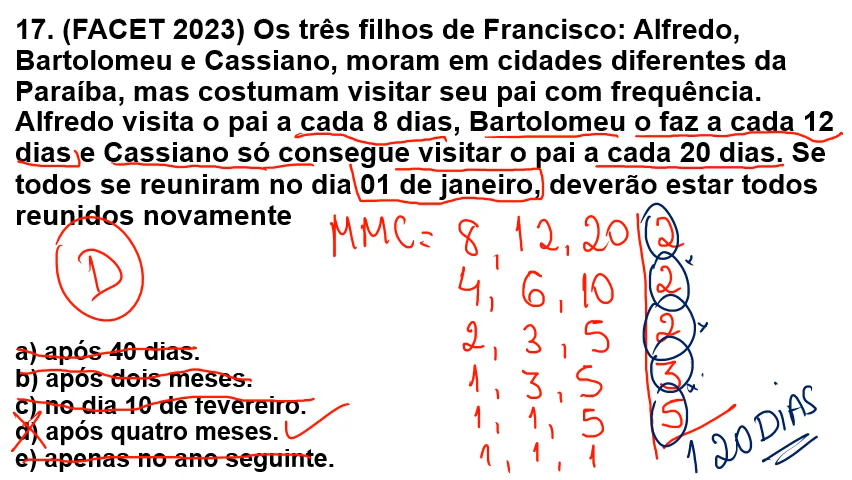 17. (FACET 2023) Os três filhos de Francisco: Alfredo,
Bartolomeu e Cassiano, moram em cidades diferentes da
Paraíba, mas costumam visitar seu pai com frequência.
Alfredo visita o pai a cada 8 dias, Bartolomeu o faz a cada 12
dias e Cassiano só consegue visitar o pai a cada 20 dias. Se
todos se reuniram no dia 01 de janeiro, deverão estar todos
reunidos novamente
MMC = 8, 12, 20 | 2
4, 6, 10 | 2
2, 3, 5 | 2
1, 3, 5 | 3
1, 1, 5 | 5
1, 1, 1
120 DIAS
D
a) após 40 dias.
b) após dois meses.
c) no dia 10 de fevereiro.
d) após quatro meses.
e) apenas no ano seguinte.